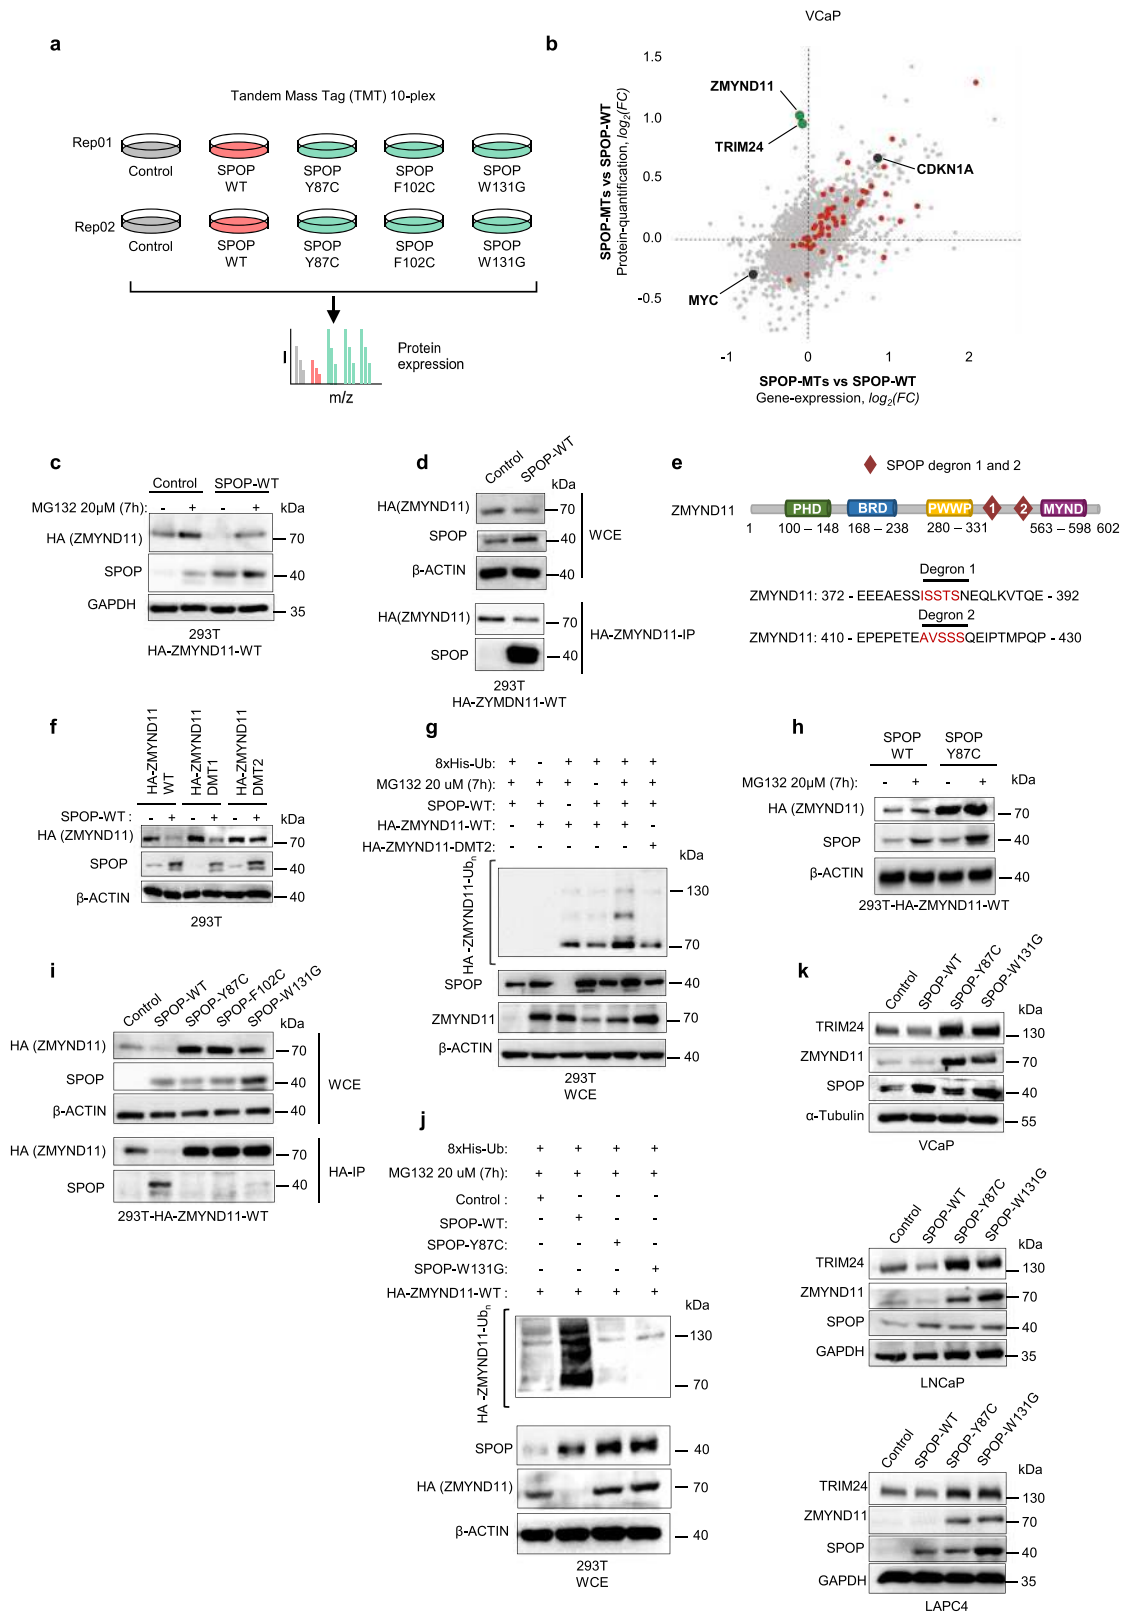 a
Tandem Mass Tag (TMT) 10-plex
Rep01
Control
SPOP WT
SPOP Y87C
SPOP F102C
SPOP W131G
Rep02
Control
SPOP WT
SPOP Y87C
SPOP F102C
SPOP W131G
I
m/z
Protein
expression
b
VCaP
SPOP-MTs vs SPOP-WT
Protein-quantification, log2(FC)
1.5
1.0
0.5
0.0
-0.5
ZMYND11
TRIM24
CDKN1A
MYC
-1 0 1 2
SPOP-MTs vs SPOP-WT
Gene-expression, log2(FC)
c
Control SPOP-WT
MG132 20µM (7h) - + - + kDa
HA (ZMYND11) 70
SPOP 40
GAPDH 35
293T
HA-ZMYND11-WT
d
Control SPOP-WT
kDa
HA(ZMYND11) 70
SPOP 40
β-ACTIN 40
WCE
HA(ZMYND11) 70
SPOP 40
HA-ZMYND11-IP
293T
HA-ZYMDN11-WT
e
SPOP degron 1 and 2
ZMYND11 PHD BRD PWWP 1 2 MYND
1 100 – 148 168 – 238 280 – 331 563 – 598 602
Degron 1
ZMYND11: 372 - EEEAESSISSTSNEQLKVTQE - 392
Degron 2
ZMYND11: 410 - EPEPETEAVSSSQEIPTMPQP - 430
f
HA-ZMYND11 WT
HA-ZMYND11 DMT1
HA-ZMYND11 DMT2
SPOP-WT : - + - + - + kDa
HA (ZMYND11) 70
SPOP 40
β-ACTIN 40
293T
g
8xHis-Ub: + - + + + +
MG132 20 uM (7h): + + + - + +
SPOP-WT: + + - + + +
HA-ZMYND11-WT: - + + + + -
HA-ZMYND11-DMT2: - - - - - +
kDa
HA -ZMYND11-Ubn
130
70
SPOP 40
ZMYND11 70
β-ACTIN 40
293T
WCE
h
SPOP WT
SPOP Y87C
MG132 20µM (7h) - + - + kDa
HA (ZMYND11) 70
SPOP 40
β-ACTIN 40
293T-HA-ZMYND11-WT
i
Control SPOP-WT SPOP-Y87C SPOP-F102C SPOP-W131G
kDa
HA (ZMYND11) 70
SPOP 40
β-ACTIN 40
WCE
HA (ZMYND11) 70
SPOP 40
HA-IP
293T-HA-ZMYND11-WT
j
8xHis-Ub: + + + +
MG132 20 uM (7h): + + + +
Control : + - - -
SPOP-WT: - + - -
SPOP-Y87C: - - + -
SPOP-W131G: - - - +
HA-ZMYND11-WT : + + + +
kDa
HA -ZMYND11-Ubn
130
70
SPOP 40
HA (ZMYND11) 70
β-ACTIN 40
293T
WCE
k
Control SPOP-WT SPOP-Y87C SPOP-W131G
kDa
TRIM24 130
ZMYND11 70
SPOP 40
α-Tubulin 55
VCaP
Control SPOP-WT SPOP-Y87C SPOP-W131G
kDa
TRIM24 130
ZMYND11 70
SPOP 40
GAPDH 35
LNCaP
Control SPOP-WT SPOP-Y87C SPOP-W131G
kDa
TRIM24 130
ZMYND11 70
SPOP 40
GAPDH 35
LAPC4